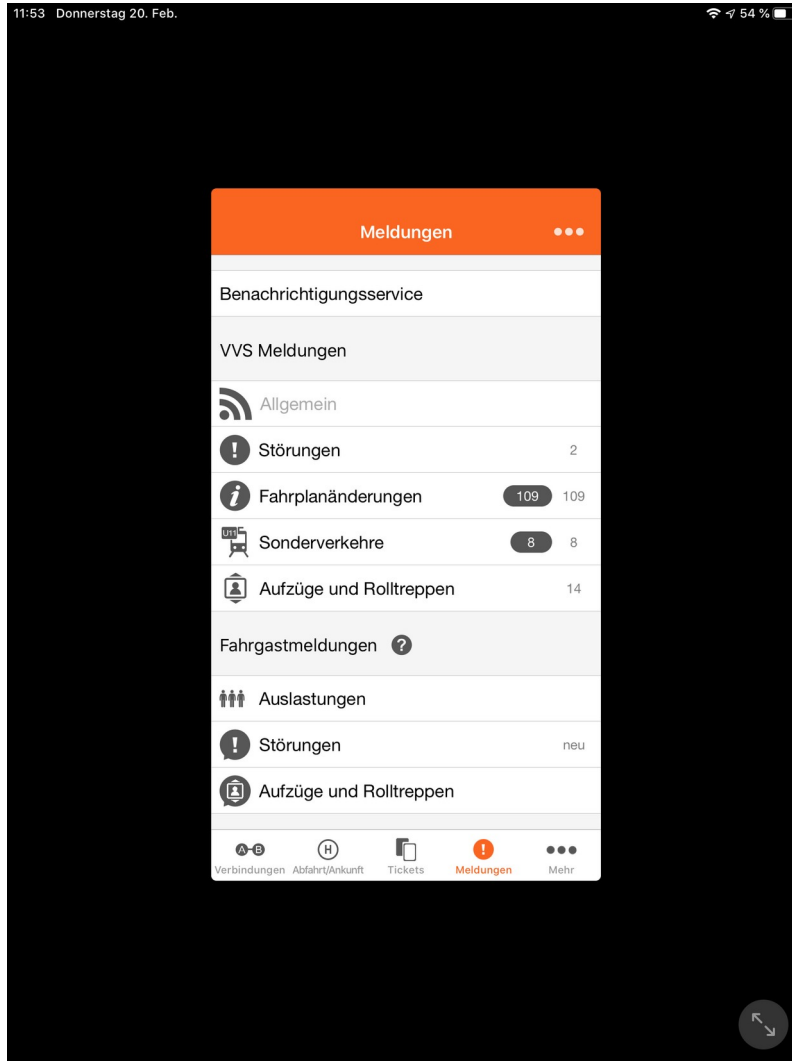 11:53 Donnerstag 20. Feb. 54 %
Meldungen
Benachrichtigungsservice
VVS Meldungen
Allgemein
Störungen 2
Fahrplanänderungen 109 109
U11
Sonderverkehre 8 8
Aufzüge und Rolltreppen 14
Fahrgastmeldungen ?
Auslastungen
Störungen neu
Aufzüge und Rolltreppen
A B H
Verbindungen Abfahrt/Ankunft Tickets Meldungen Mehr